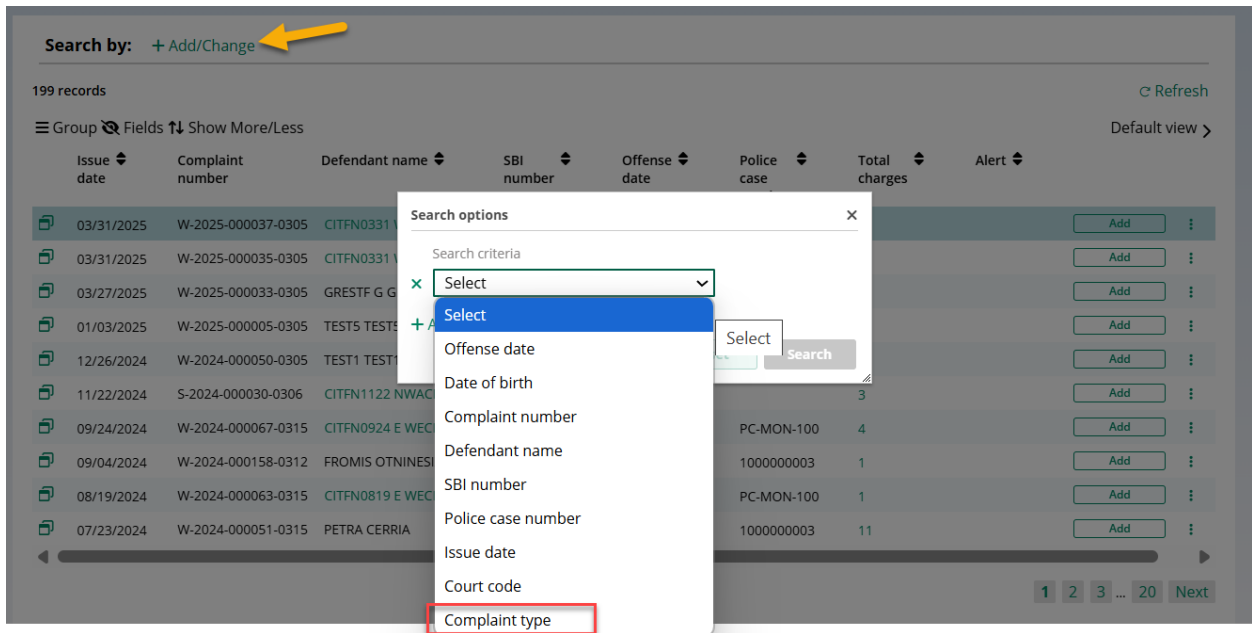 Search by: + Add/Change
199 records
Refresh
Group Fields Show More/Less
Default view
Issue date Complaint number Defendant name SBI number Offense date Police case Total charges Alert
03/31/2025 W-2025-000037-0305 CITFN0331 Add
03/31/2025 W-2025-000035-0305 CITFN0331 Add
03/27/2025 W-2025-000033-0305 GRESTF G G Add
01/03/2025 W-2025-000005-0305 TEST5 TEST5 Add
12/26/2024 W-2024-000050-0305 TEST1 TEST1 Add
11/22/2024 S-2024-000030-0306 CITFN1122 NWAC 3 Add
09/24/2024 W-2024-000067-0315 CITFN0924 E WEC PC-MON-100 4 Add
09/04/2024 W-2024-000158-0312 FROMIS OTNINESI 1000000003 1 Add
08/19/2024 W-2024-000063-0315 CITFN0819 E WEC PC-MON-100 1 Add
07/23/2024 W-2024-000051-0315 PETRA CERRIA 1000000003 11 Add
1 2 3 ... 20 Next
Search options
Search criteria
Select
Select
Offense date
Date of birth
Complaint number
Defendant name
SBI number
Police case number
Issue date
Court code
Complaint type
Select
Search